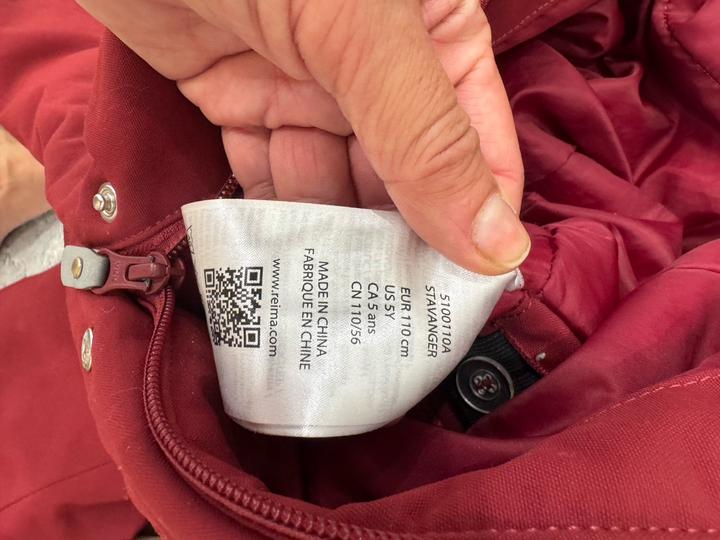 5100110A
STAVANGER
EUR 110 cm
US 5Y
CA 5 ans
CN 110/56
MADE IN CHINA
FABRIQUE EN CHINE
www.reima.com